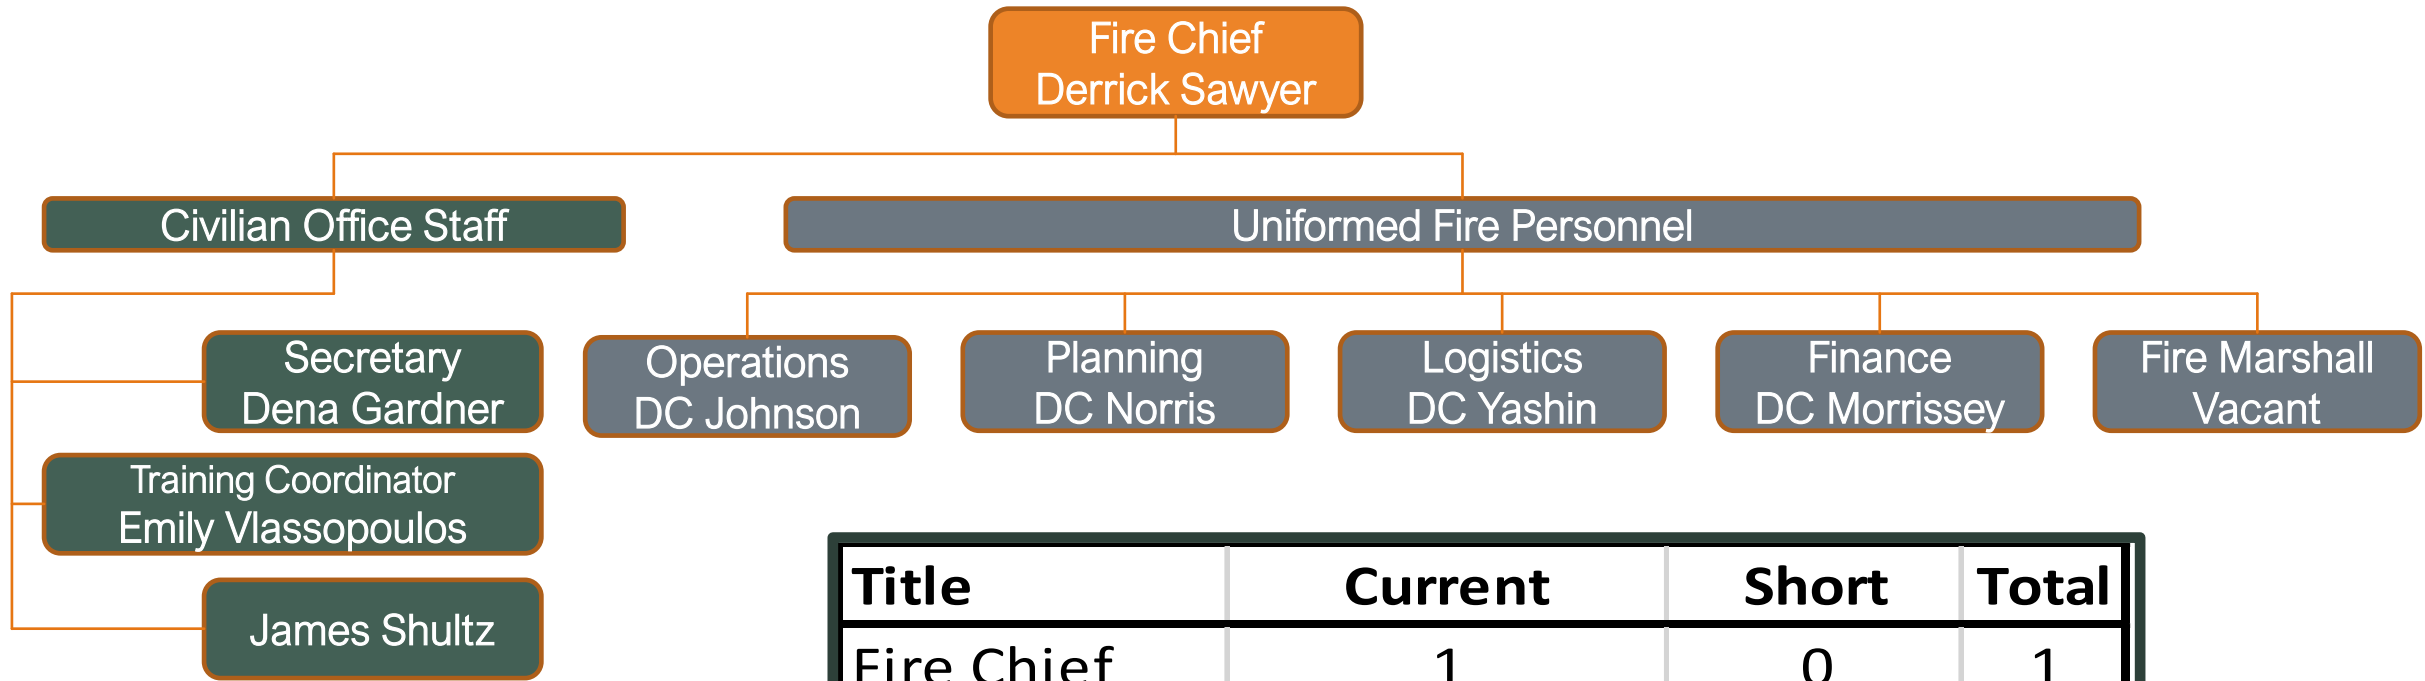 Fire Chief
Derrick Sawyer
Civilian Office Staff
Uniformed Fire Personnel
Secretary
Dena Gardner
Training Coordinator
Emily Vlassopoulos
James Shultz
Operations
DC Johnson
Planning
DC Norris
Logistics
DC Yashin
Finance
DC Morrissey
Fire Marshall
Vacant
Title Current Short Total
Fire Chief 1 0 1